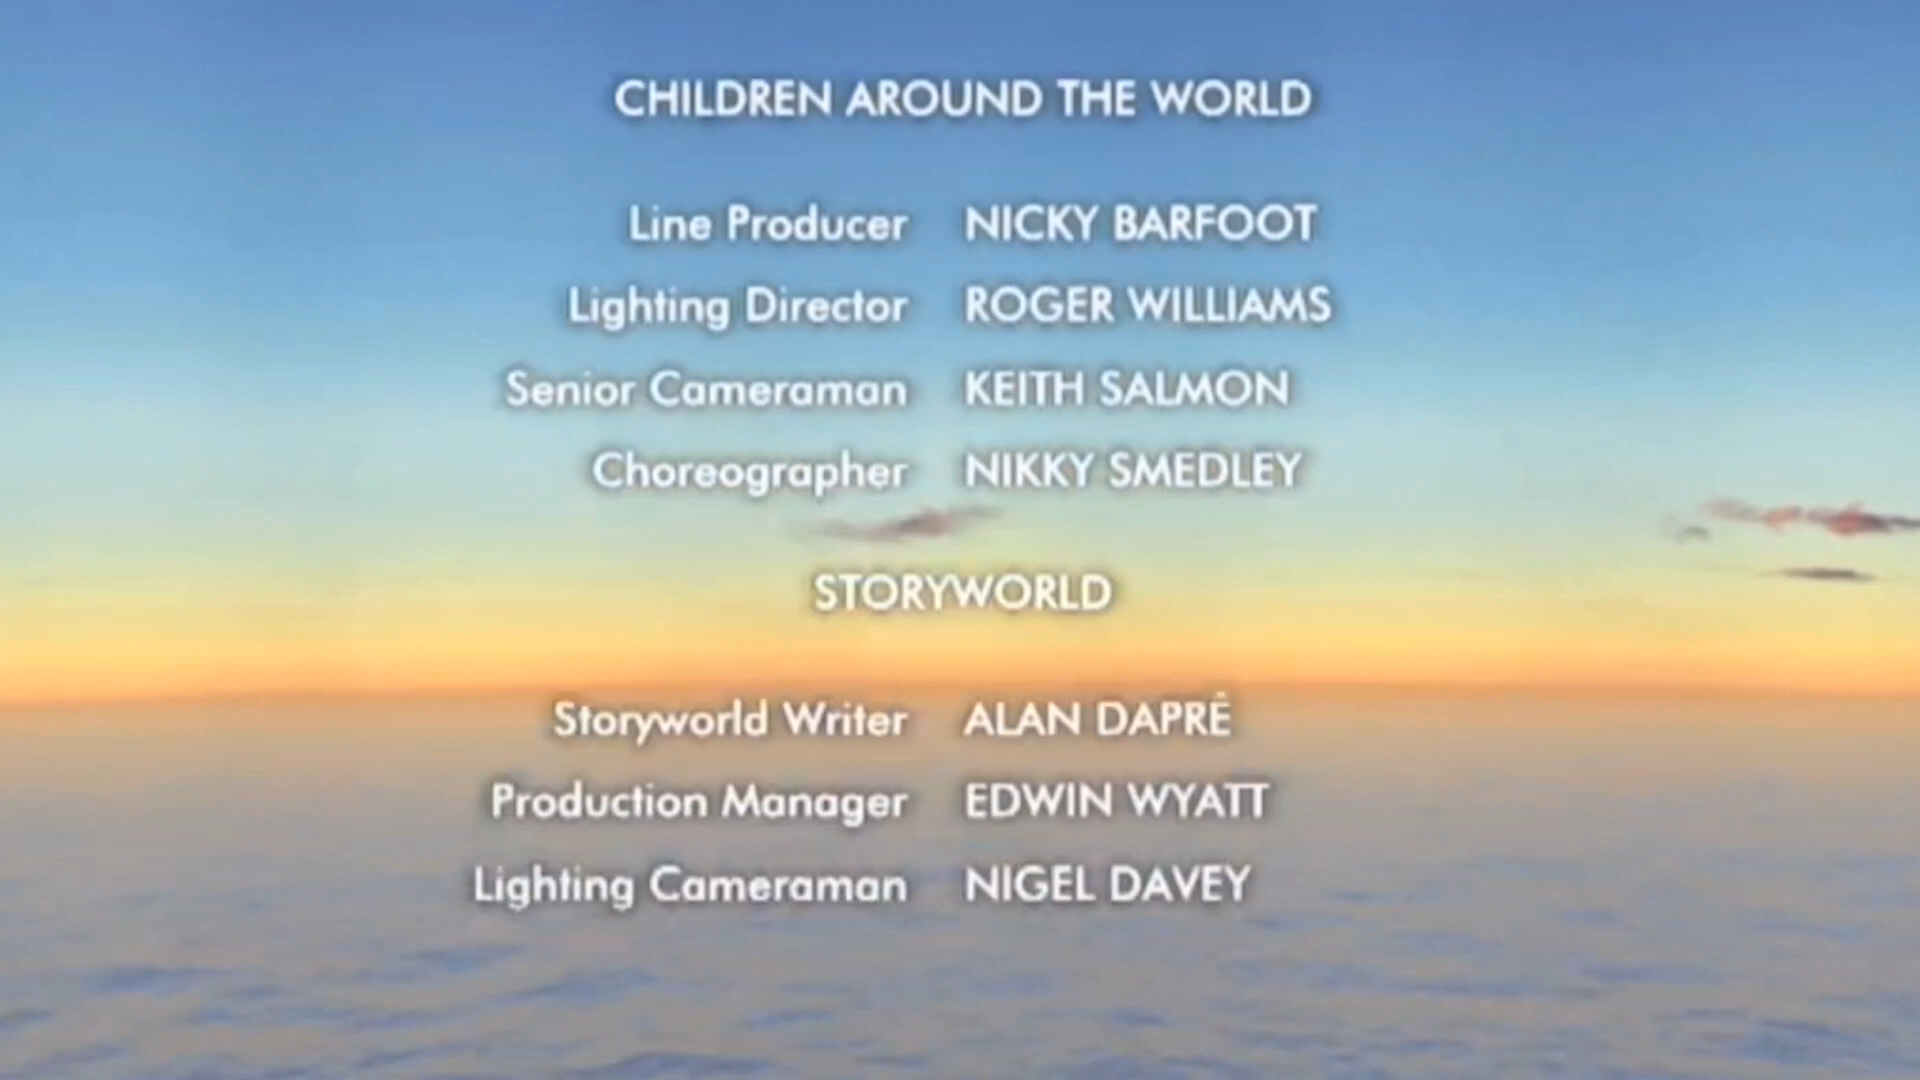 CHILDREN AROUND THE WORLD
Line Producer NICKY BARFOOT
Lighting Director ROGER WILLIAMS
Senior Cameraman KEITH SALMON
Choreographer NIKKY SMEDLEY
STORYWORLD
Storyworld Writer ALAN DAPRÉ
Production Manager EDWIN WYATT
Lighting Cameraman NIGEL DAVEY